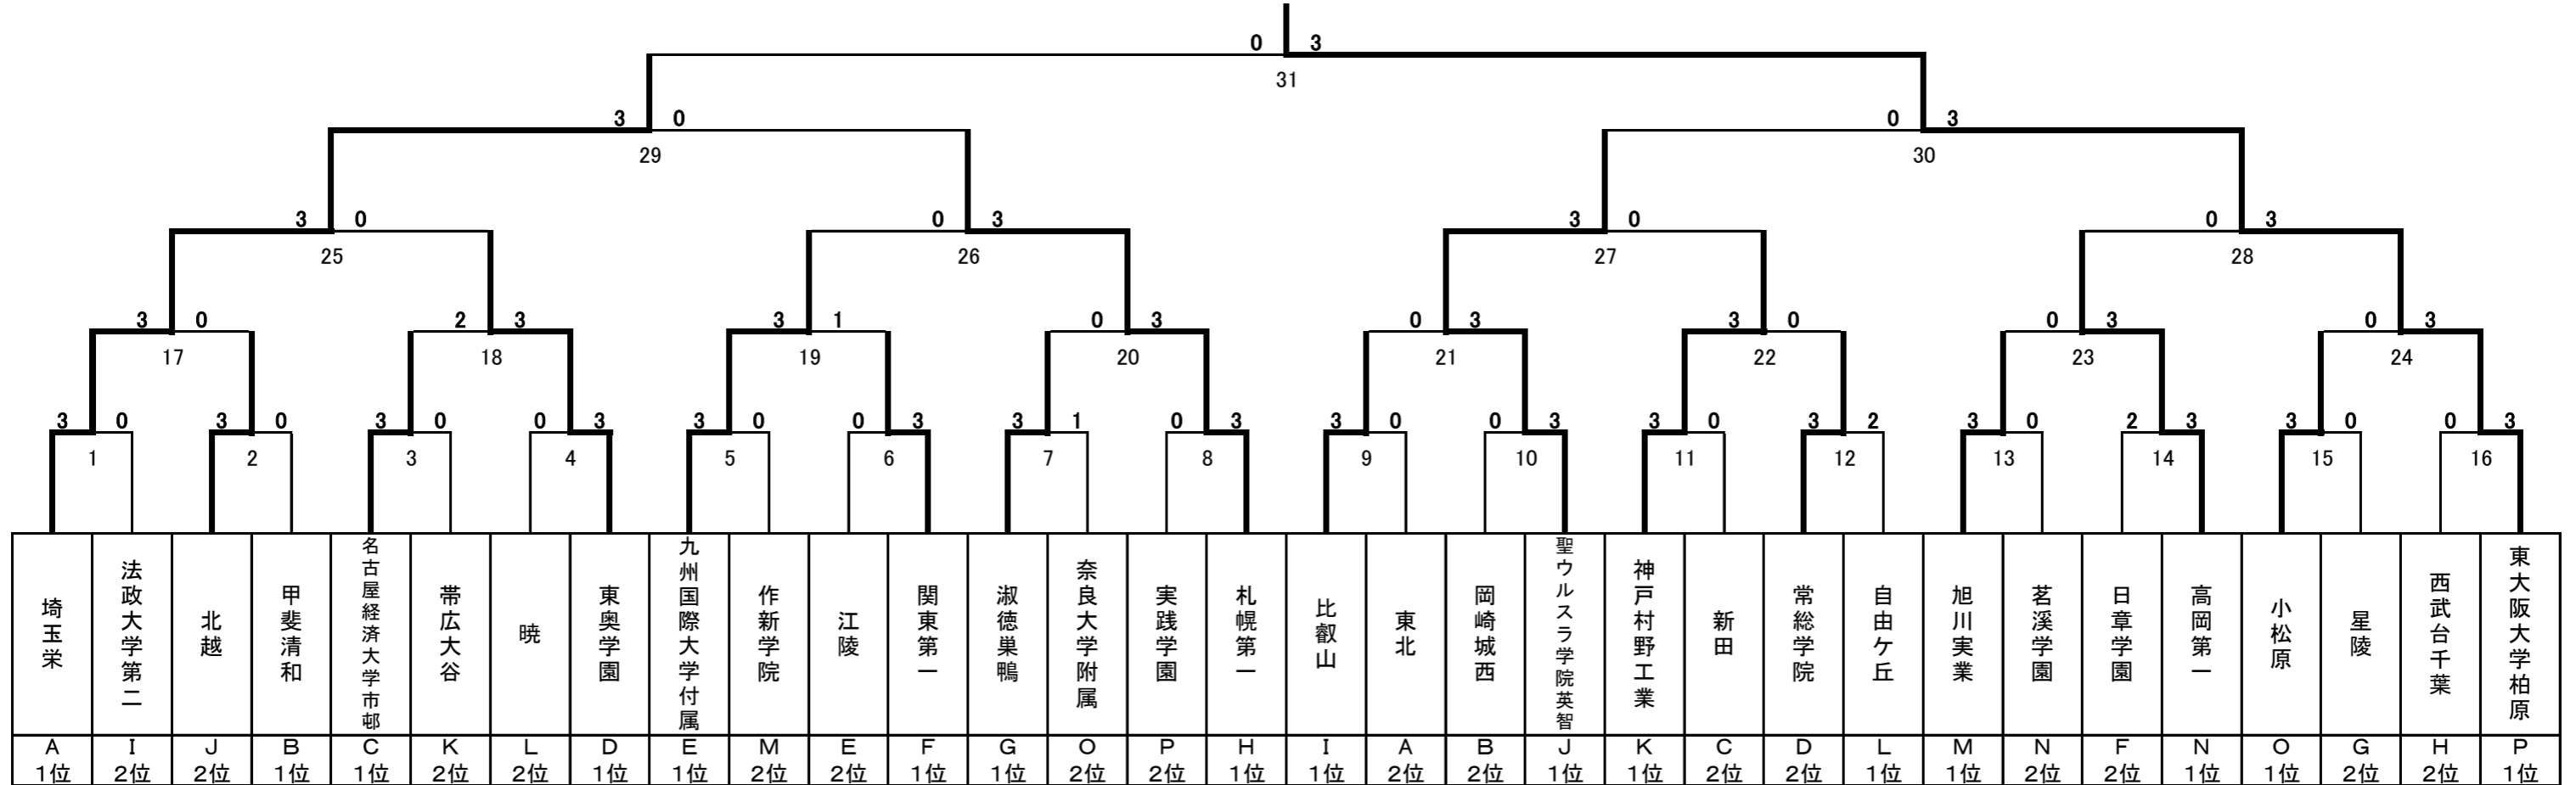 0 3
31
3 0 0 3
29 30
3 0 0 3 3 0 0 3
25 26 27 28
3 0 2 3 3 1 0 3 0 3 3 0 0 3 0 3
17 18 19 20 21 22 23 24
3 0 3 0 3 0 0 3 3 0 0 3 3 1 0 3 3 0 0 3 3 0 3 2 3 0 2 3 3 0 0 3
1 2 3 4 5 6 7 8 9 10 11 12 13 14 15 16
埼玉栄
法政大学第二
北越
甲斐清和
名古屋経済大学市邨
帯広大谷
暁
東奥学園
九州国際大学付属
作新学院
江陵
関東第一
淑徳巣鴨
奈良大学附属
実践学園
札幌第一
比叡山
東北
岡崎城西
聖ウルスラ学院英智
神戸村野工業
新田
常総学院
自由ケ丘
旭川実業
茗溪学園
日章学園
高岡第一
小松原
星陵
西武台千葉
東大阪大学柏原
A I J B C K L D E M E F G O P H I A B J K C D L M N F N O G H P
1位 2位 2位 1位 1位 2位 2位 1位 1位 2位 2位 1位 1位 2位 2位 1位 1位 2位 2位 1位 1位 2位 2位 1位 1位 2位 2位 1位 1位 2位 2位 1位